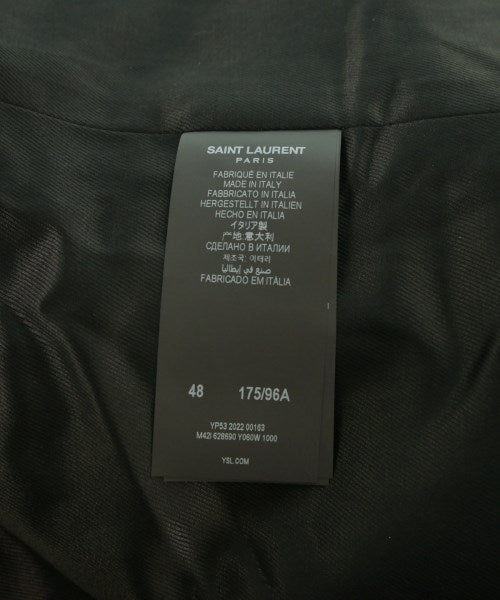 SAINT LAURENT
PARIS
FABRIQUÉ EN ITALIE
MADE IN ITALY
FABBRICATO IN ITALIA
HERGESTELLT IN ITALIEN
HECHO EN ITALIA
イタリア製
产地:意大利
СДЕЛАНО В ИТАЛИИ
제조국: 이태리
صنع في إيطاليا
FABRICADO EM ITÁLIA
48 175/96A
YP53 2022 00163
M42I 628690 Y060W 1000
YSL.COM